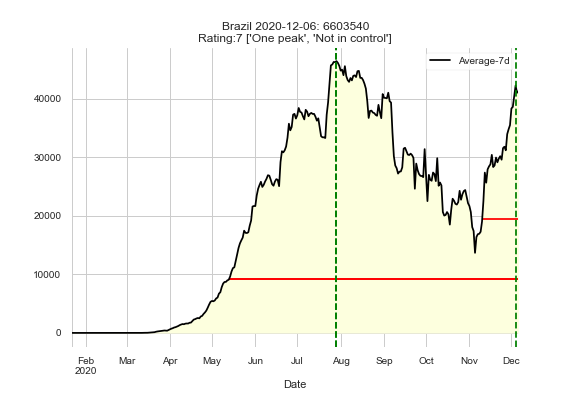 Brazil 2020-12-06: 6603540
Rating:7 ['One peak', 'Not in control']
Average-7d
40000
30000
20000
10000
0
Feb Mar Apr May Jun Jul Aug Sep Oct Nov Dec
2020
Date